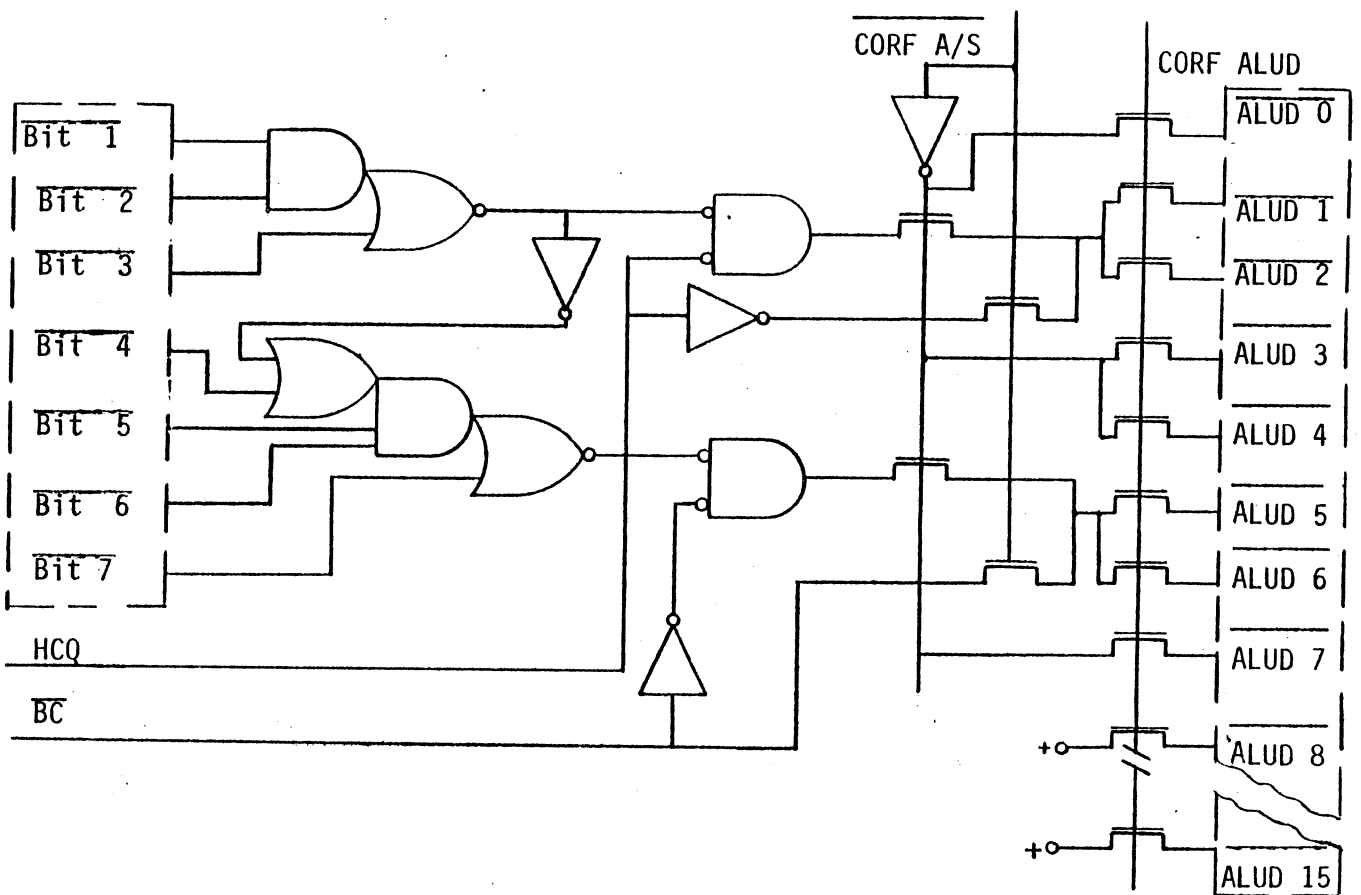 CORF A/S
CORF ALUD
Bit 1
Bit 2
Bit 3
Bit 4
Bit 5
Bit 6
Bit 7
HCQ
BC
ALUD 0
ALUD 1
ALUD 2
ALUD 3
ALUD 4
ALUD 5
ALUD 6
ALUD 7
+
ALUD 8
+
ALUD 15